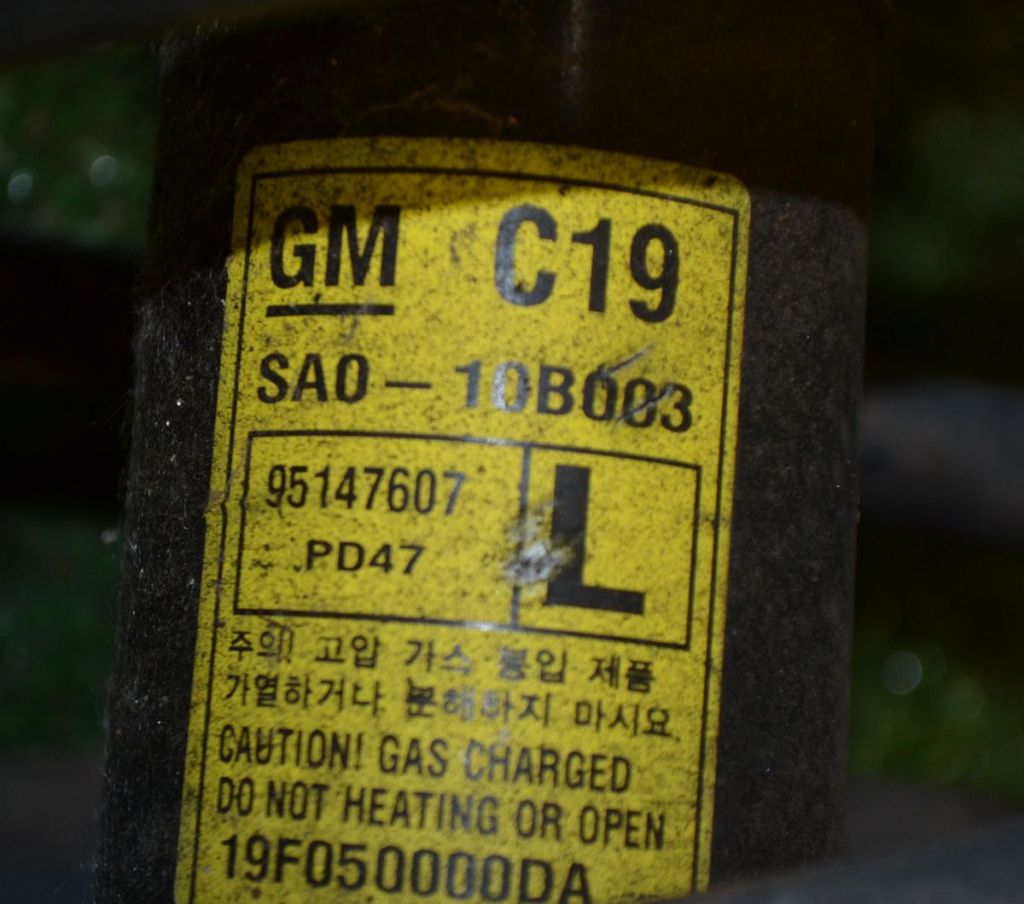 GM C19
SA0 - 10B003
95147607
PD47
L
주의! 고압 가스 봉입 제품
가열하거나 분해하지 마시요.
CAUTION! GAS CHARGED
DO NOT HEATING OR OPEN
19F050000DA